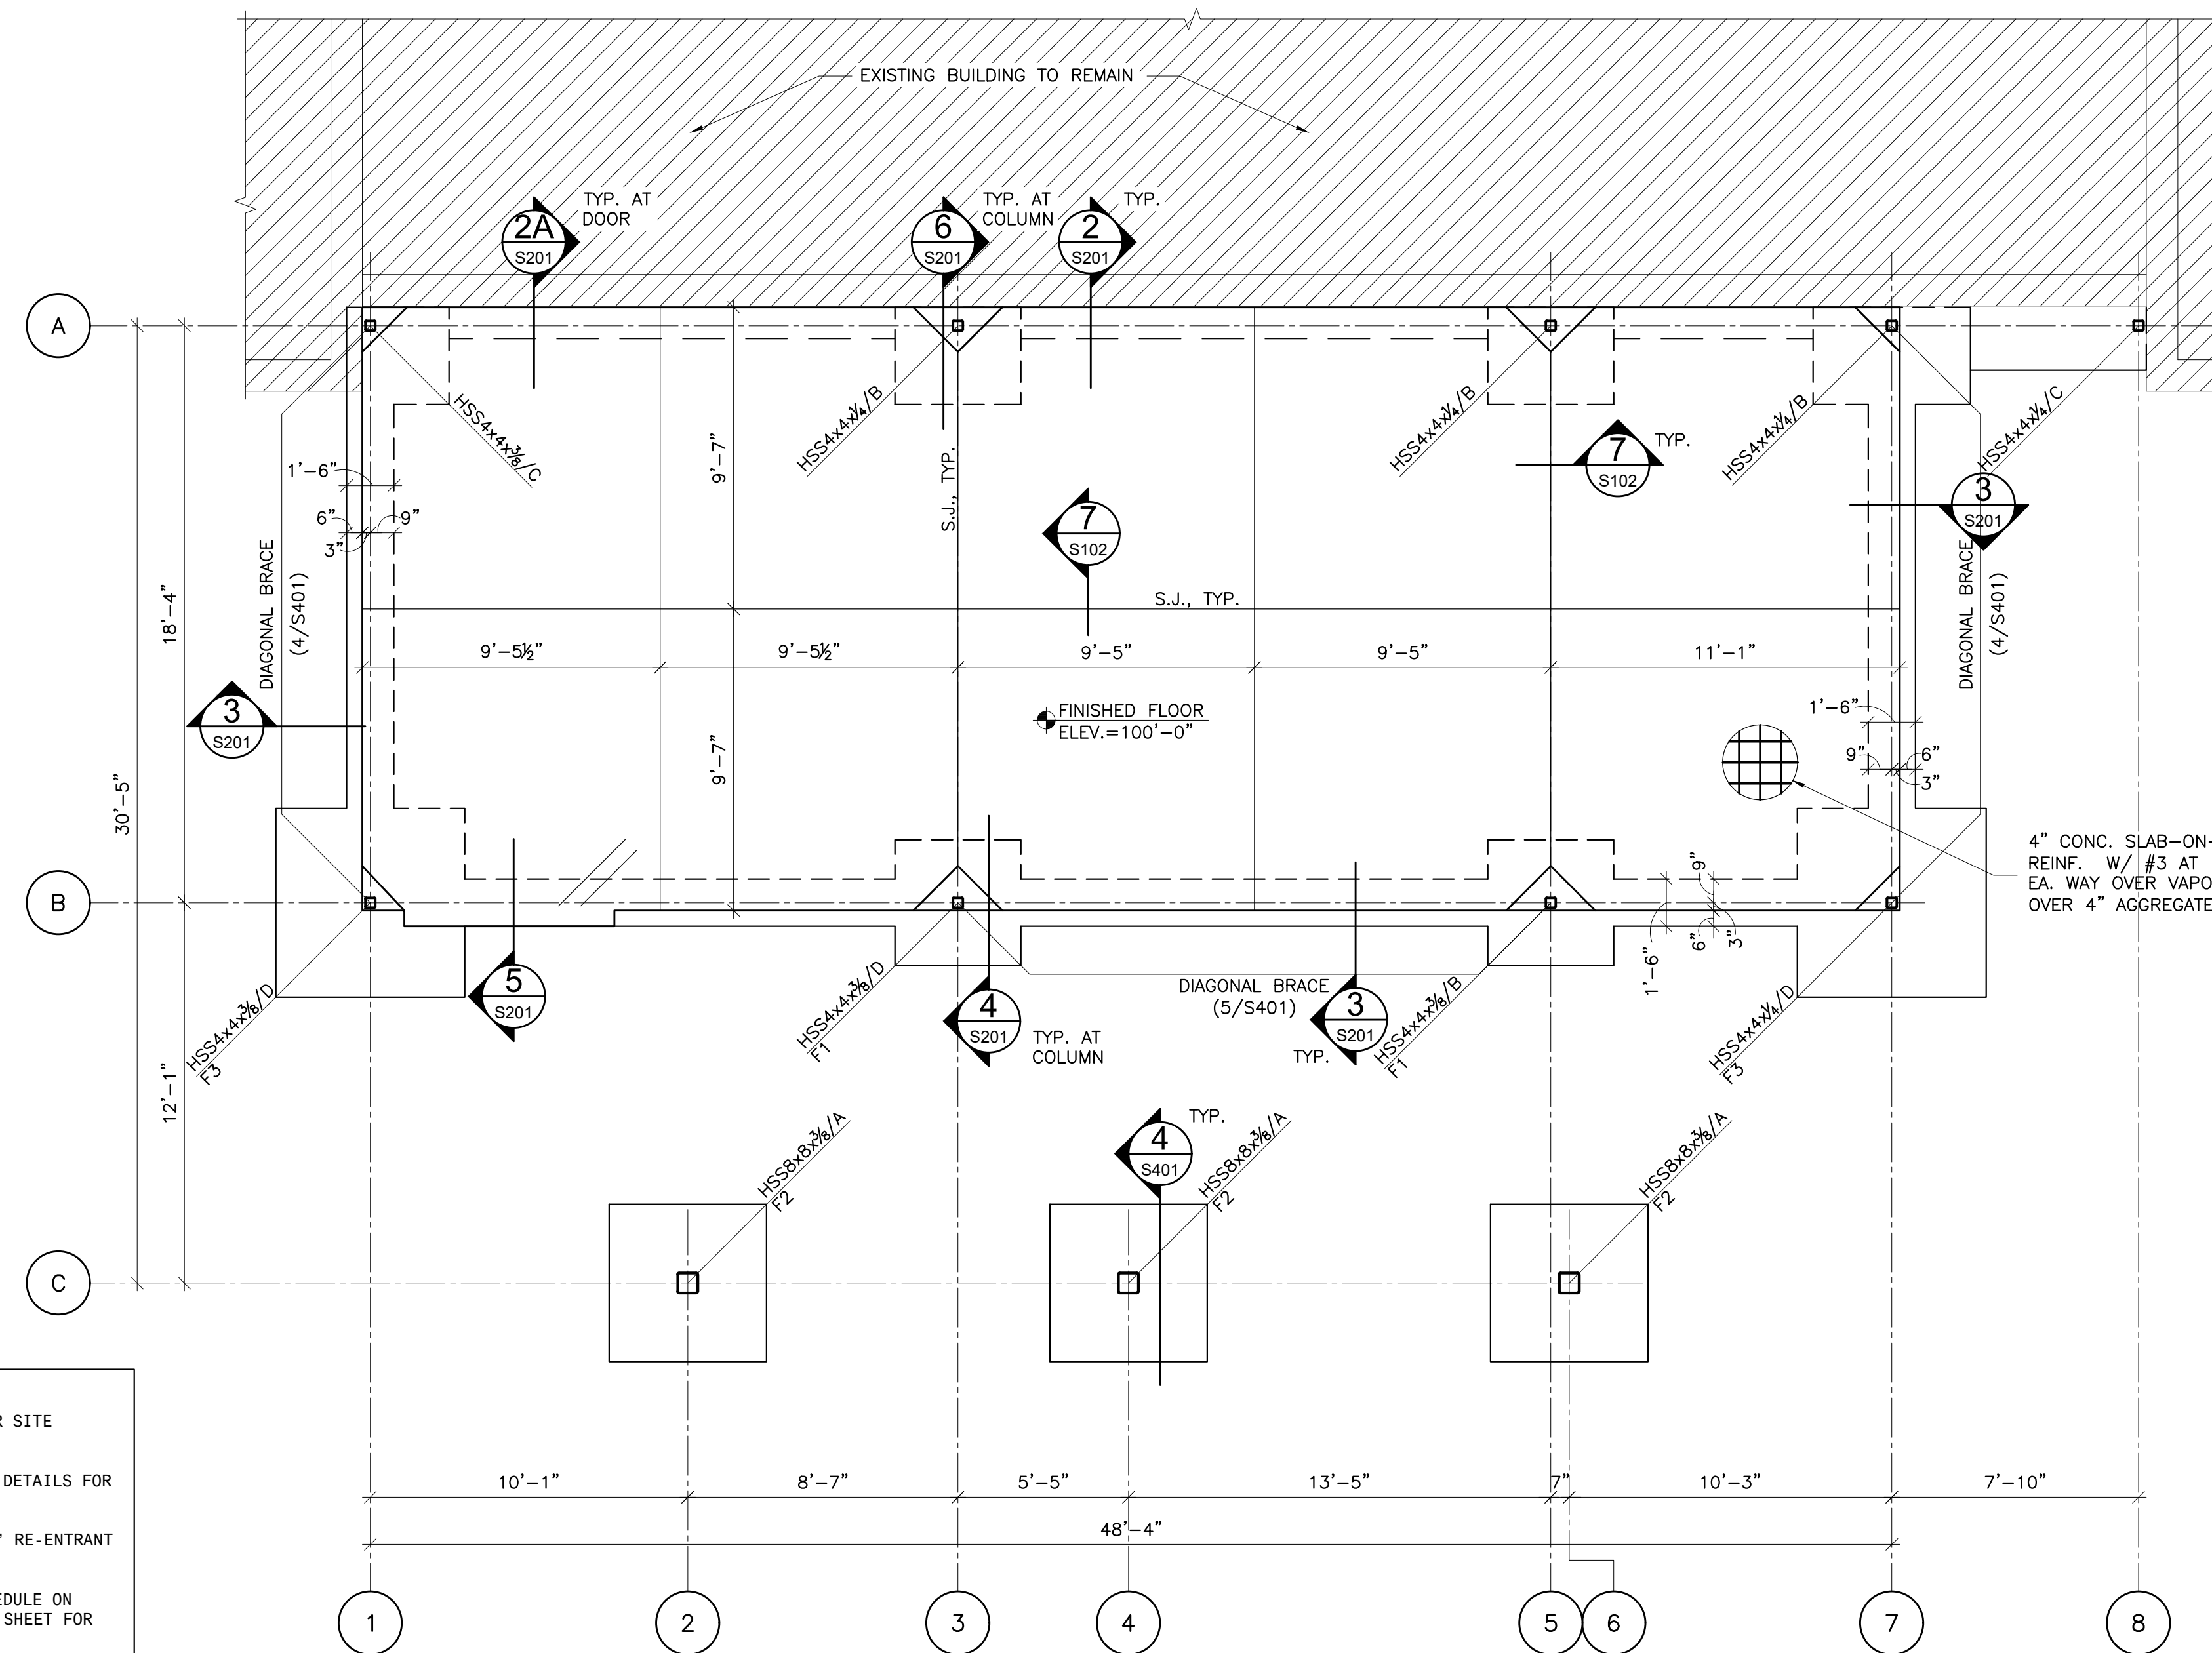 EXISTING BUILDING TO REMAIN
2A
S201
TYP. AT
DOOR
6
S201
TYP. AT
COLUMN
2
S201
TYP.
A
HSS4x4x⅜/C
HSS4x4x¼/B
HSS4x4x¼/B
HSS4x4x¼/B
HSS4x4x¼/C
9'-7"
S.J., TYP.
7
S102
TYP.
7
S102
3
S201
1'-6"
6"
9"
3"
DIAGONAL BRACE
(4/S401)
DIAGONAL BRACE
(4/S401)
18'-4"
S.J., TYP.
9'-5½"
9'-5½"
9'-5"
9'-5"
11'-1"
3
S201
FINISHED FLOOR
ELEV.=100'-0"
9'-7"
1'-6"
9"
6"
3"
30'-5"
4" CONC. SLAB-ON-
REINF. W/ #3 AT
EA. WAY OVER VAPO
OVER 4" AGGREGATE
B
9"
1'-6"
6"
3"
5
S201
4
S201
TYP. AT
COLUMN
DIAGONAL BRACE
(5/S401)
3
S201
TYP.
HSS4x4x⅜/D
F3
HSS4x4x⅜/D
F1
HSS4x4x⅜/B
F1
HSS4x4x¼/D
F3
12'-1"
HSS8x8x⅜/A
F2
4
S401
TYP.
HSS8x8x⅜/A
F2
HSS8x8x⅜/A
F2
C
R SITE
DETAILS FOR
" RE-ENTRANT
EDULE ON
SHEET FOR
10'-1"
8'-7"
5'-5"
13'-5"
7"
10'-3"
7'-10"
48'-4"
1
2
3
4
5
6
7
8